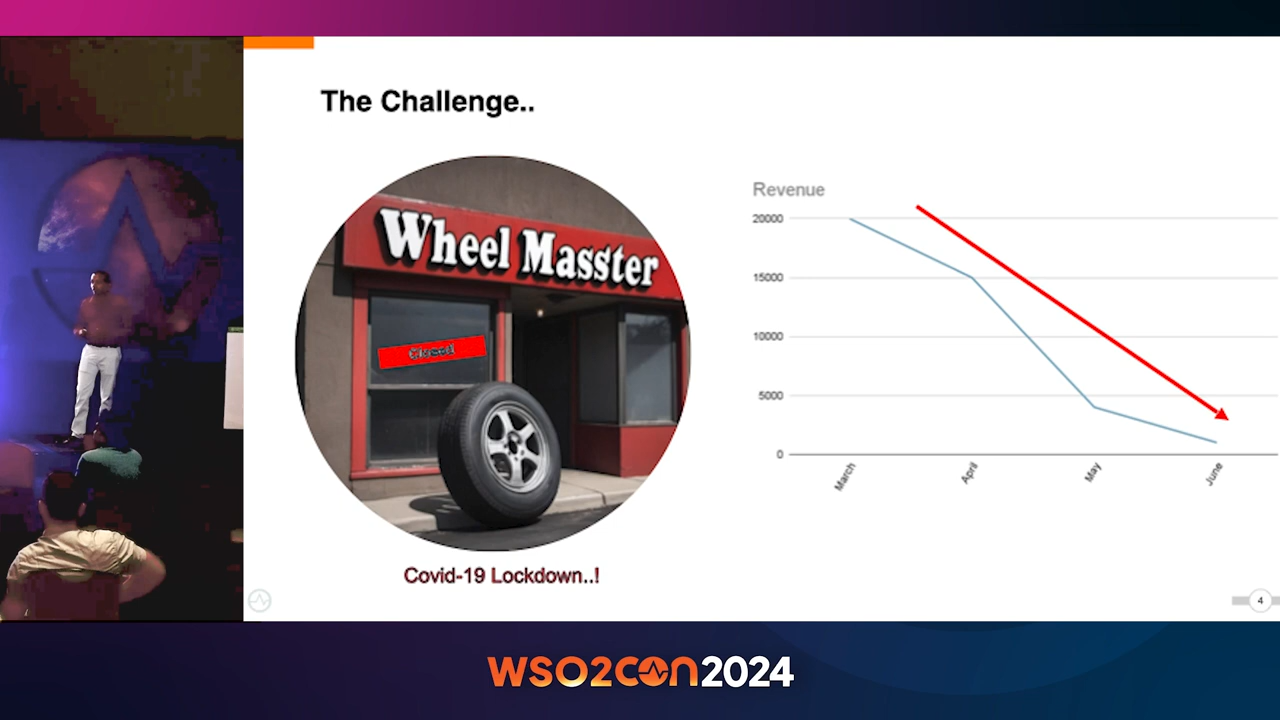 The Challenge..
Wheel Masster
Closed!
Covid-19 Lockdown..!
Revenue
20000
15000
10000
5000
0
March
April
May
June
4
WSO2CON2024